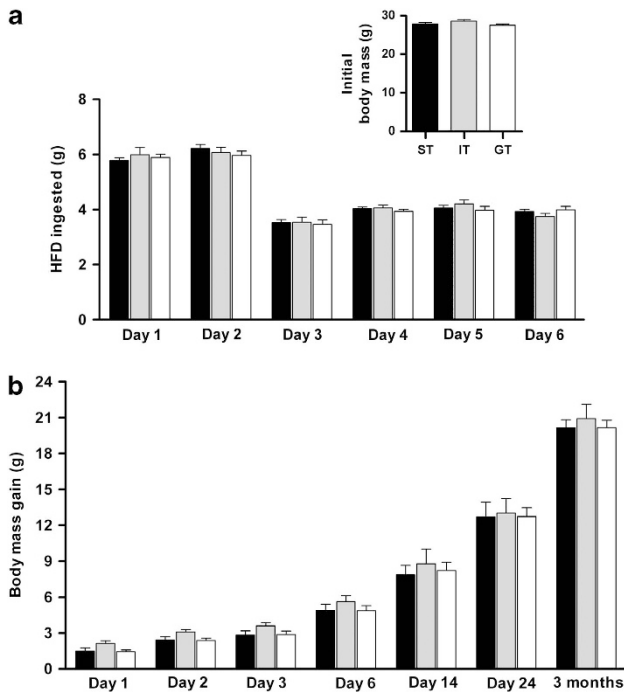 a
30
20
10
0
Initial
body mass (g)
ST IT GT
8
6
4
2
0
HFD ingested (g)
Day 1 Day 2 Day 3 Day 4 Day 5 Day 6
b
24
21
18
15
12
9
6
3
0
Body mass gain (g)
Day 1 Day 2 Day 3 Day 6 Day 14 Day 24 3 months